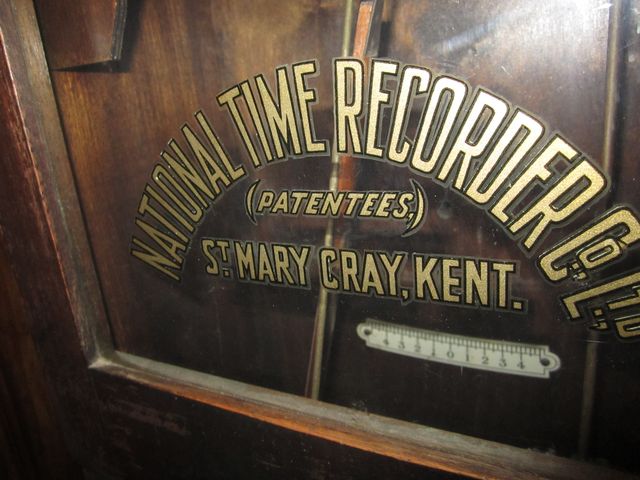 NATIONAL TIME RECORDER CO. LTD.,
(PATENTEES,)
ST. MARY CRAY, KENT.
4 3 2 1 0 1 2 3 4